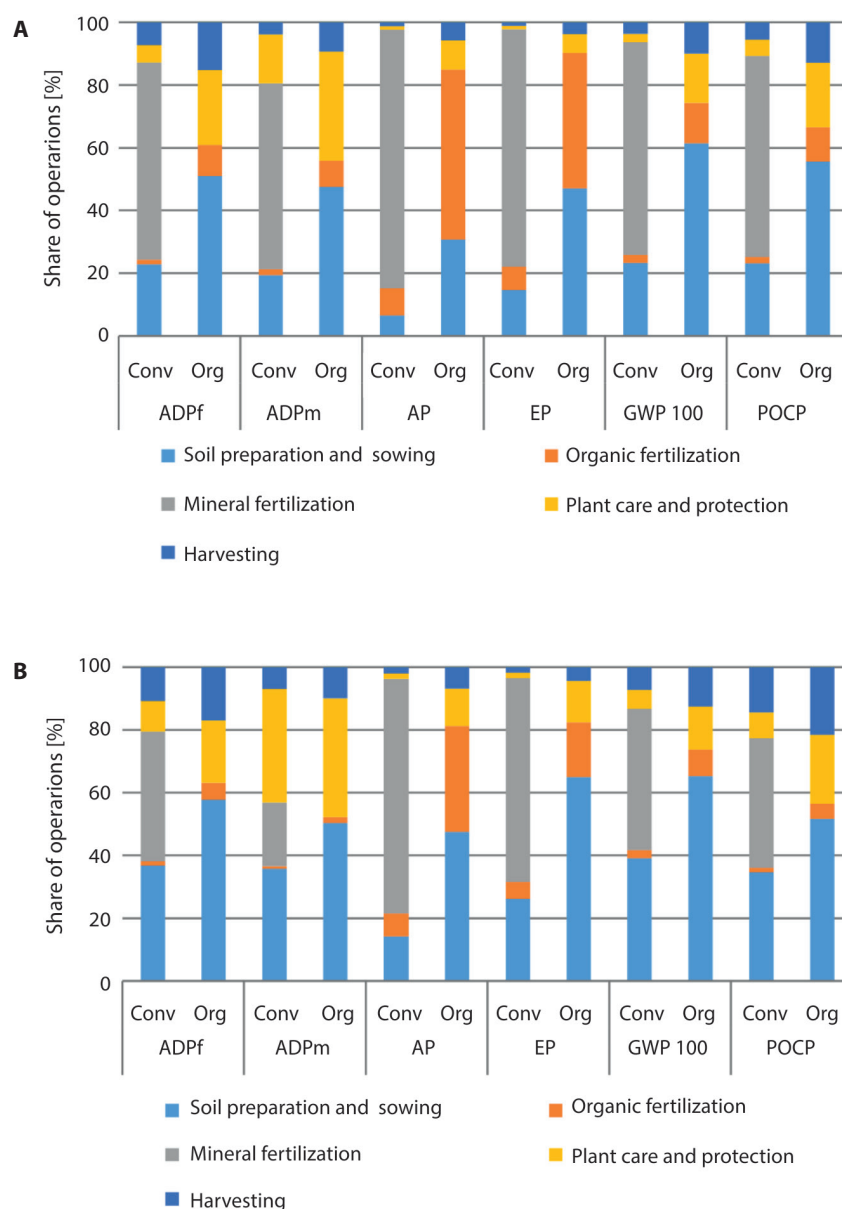 A
Share of operarions [%]
100
80
60
40
20
0
Conv Org Conv Org Conv Org Conv Org Conv Org Conv Org
ADPf ADPm AP EP GWP 100 POCP
Soil preparation and sowing
Organic fertilization
Mineral fertilization
Plant care and protection
Harvesting
B
Share of operarions [%]
100
80
60
40
20
0
Conv Org Conv Org Conv Org Conv Org Conv Org Conv Org
ADPf ADPm AP EP GWP 100 POCP
Soil preparation and sowing
Organic fertilization
Mineral fertilization
Plant care and protection
Harvesting